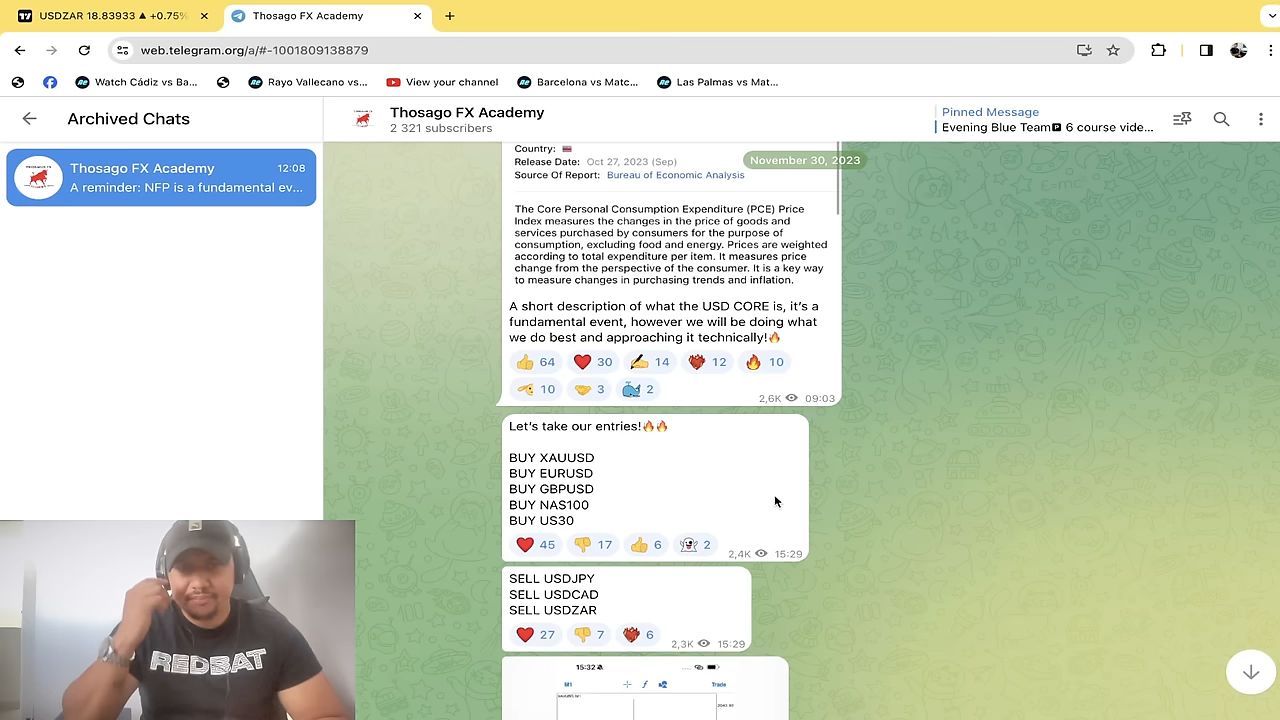 USDZAR 18.83933 ▲ +0.75%
Thosago FX Academy
web.telegram.org/a/#-1001809138879
Watch Cádiz vs Ba...
Rayo Vallecano vs...
View your channel
Barcelona vs Matc...
Las Palmas vs Mat...
Archived Chats
Thosago FX Academy
2 321 subscribers
Pinned Message
Evening Blue Team🅿 6 course vide...
Thosago FX Academy 12:08
A reminder: NFP is a fundamental ev...
November 30, 2023
Country:
Release Date: Oct 27, 2023 (Sep)
Source Of Report: Bureau of Economic Analysis
The Core Personal Consumption Expenditure (PCE) Price
Index measures the changes in the price of goods and
services purchased by consumers for the purpose of
consumption, excluding food and energy. Prices are weighted
according to total expenditure per item. It measures price
change from the perspective of the consumer. It is a key way
to measure changes in purchasing trends and inflation.
A short description of what the USD CORE is, it's a
fundamental event, however we will be doing what
we do best and approaching it technically!🔥
👍 64 ❤️ 30 ✍️ 14 ❤️‍🔥 12 🔥 10
10 🤝 3 🐳 2
2,6K 09:03
Let's take our entries!🔥🔥
BUY XAUUSD
BUY EURUSD
BUY GBPUSD
BUY NAS100
BUY US30
❤️ 45 👎 17 👍 6 👻 2
2,4K 15:29
SELL USDJPY
SELL USDCAD
SELL USDZAR
❤️ 27 👎 7 ❤️‍🔥 6
2,3K 15:29
15:32
M1 Trade
REDBAT